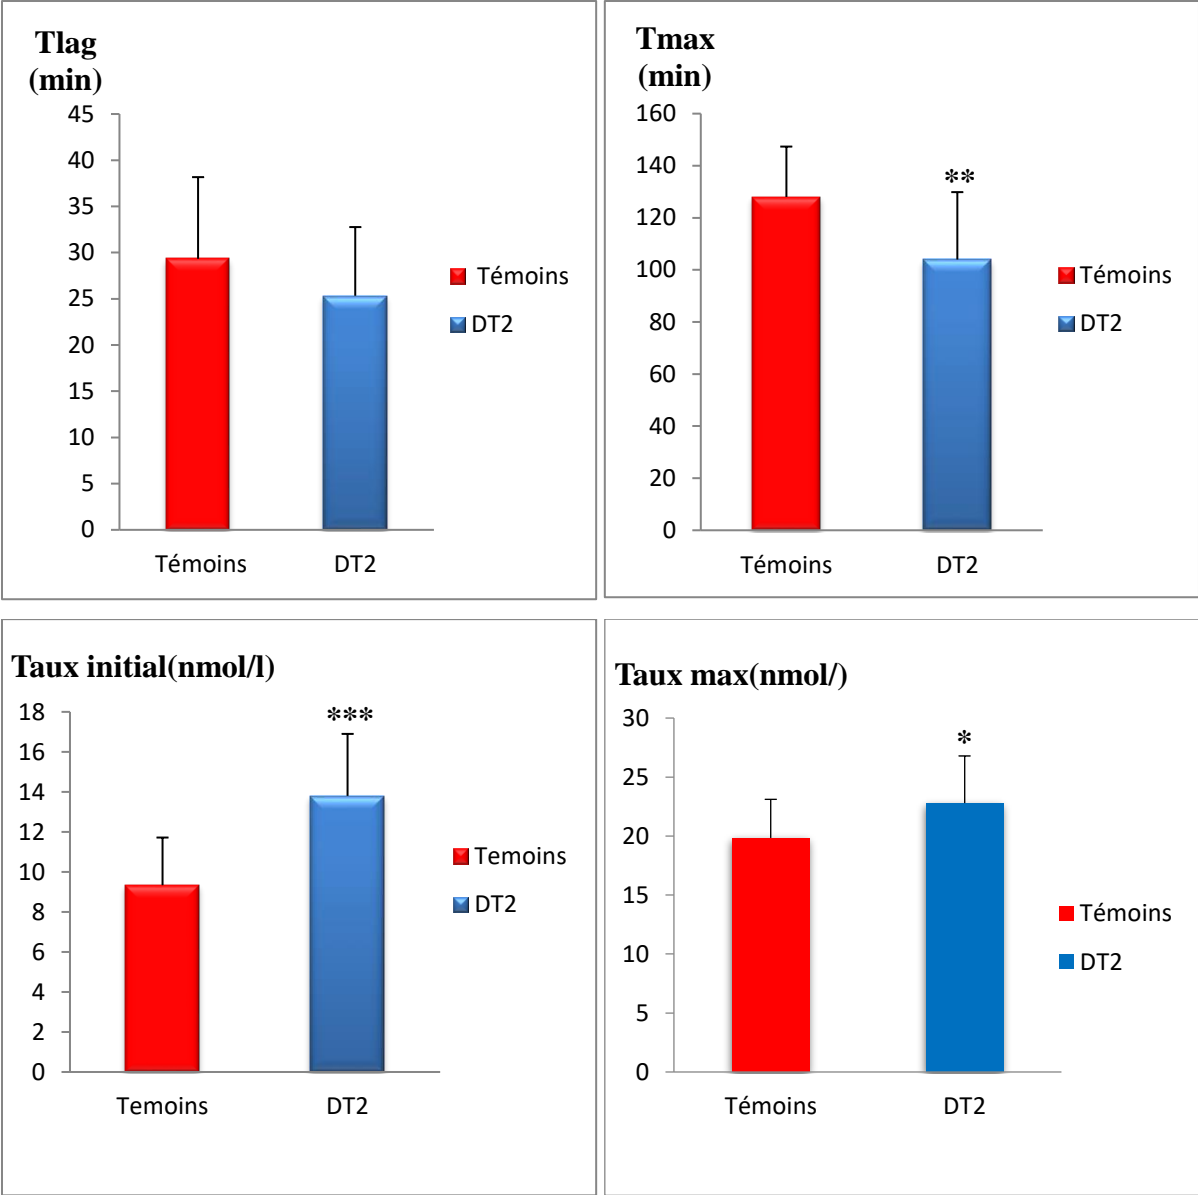 Tlag
(min)
45
40
35
30
25
20
15
10
5
0
Témoins
DT2
Témoins
DT2
Tmax
(min)
160
140
120
100
80
60
40
20
0
**
Témoins
DT2
Témoins
DT2
Taux initial(nmol/l)
18
16
14
12
10
8
6
4
2
0
***
Temoins
DT2
Temoins
DT2
Taux max(nmol/)
30
25
20
15
10
5
0
*
Témoins
DT2
Témoins
DT2